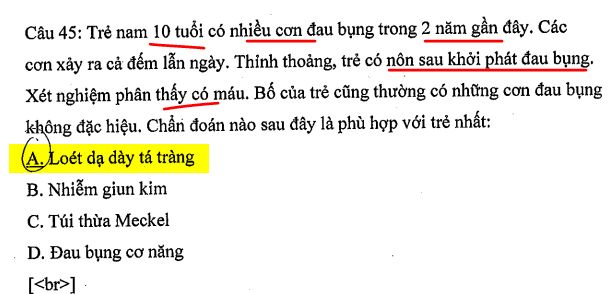 Câu 45: Trẻ nam 10 tuổi có nhiều cơn đau bụng trong 2 năm gần đây. Các
cơn xảy ra cả đếm lẫn ngày. Thỉnh thoảng, trẻ có nôn sau khởi phát đau bụng.
Xét nghiệm phân thấy có máu. Bố của trẻ cũng thường có những cơn đau bụng
không đặc hiệu. Chẩn đoán nào sau đây là phù hợp với trẻ nhất:
A. Loét dạ dày tá tràng
B. Nhiễm giun kim
C. Túi thừa Meckel
D. Đau bụng cơ năng
[<br>]